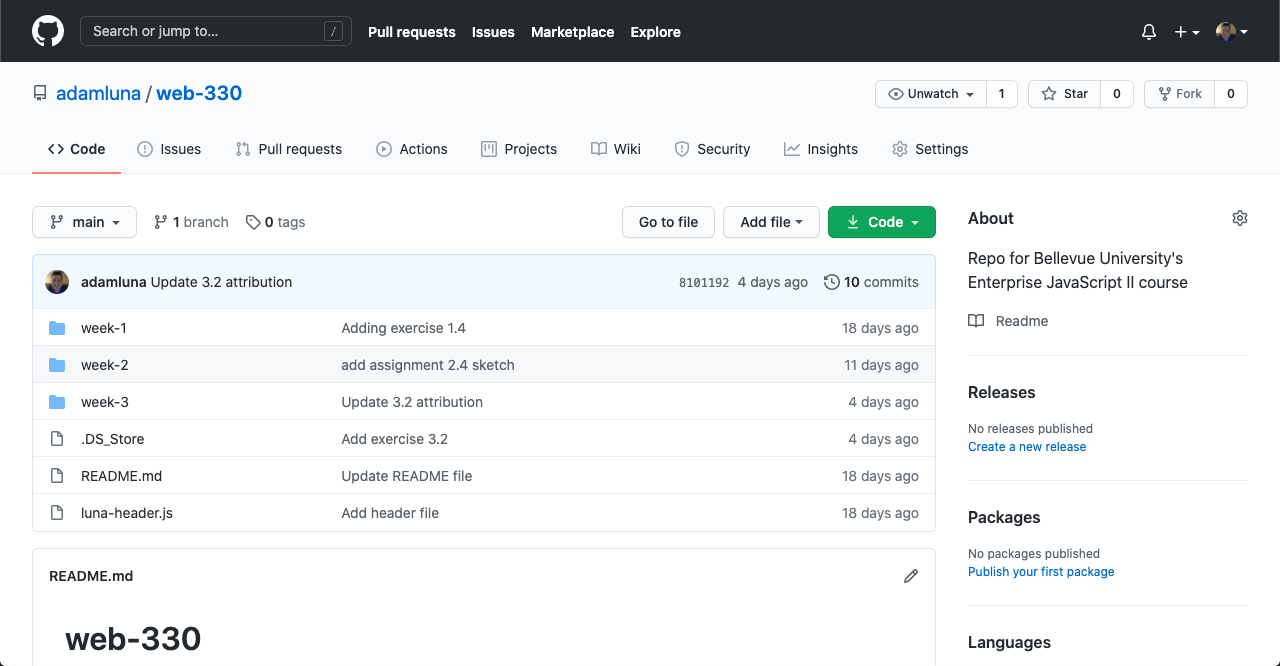 Search or jump to… /
Pull requests Issues Marketplace Explore
adamluna / web-330
Unwatch 1 Star 0 Fork 0
Code Issues Pull requests Actions Projects Wiki Security Insights Settings
main 1 branch 0 tags Go to file Add file Code
adamluna Update 3.2 attribution 8101192 4 days ago 10 commits
week-1 Adding exercise 1.4 18 days ago
week-2 add assignment 2.4 sketch 11 days ago
week-3 Update 3.2 attribution 4 days ago
.DS_Store Add exercise 3.2 4 days ago
README.md Update README file 18 days ago
luna-header.js Add header file 18 days ago
README.md
web-330
About
Repo for Bellevue University's
Enterprise JavaScript II course
Readme
Releases
No releases published
Create a new release
Packages
No packages published
Publish your first package
Languages